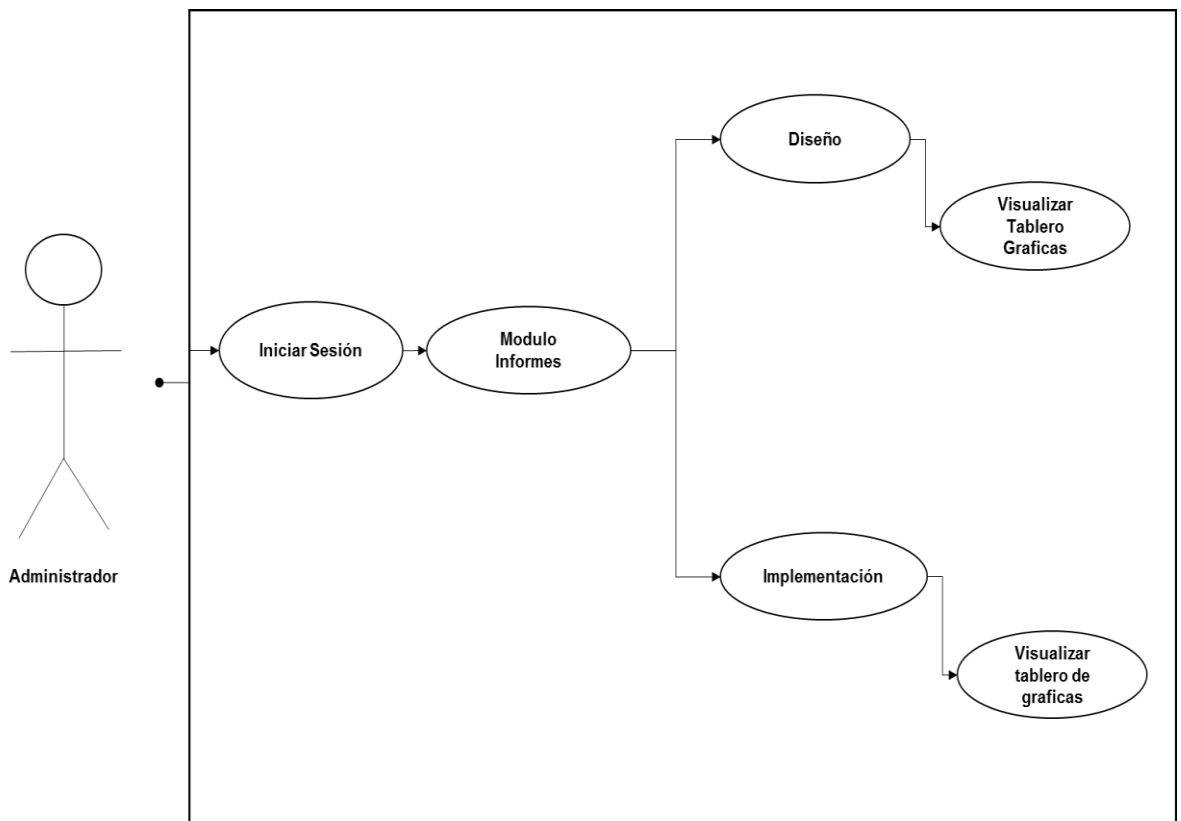 Diseño
Visualizar
Tablero
Graficas
Iniciar Sesión
Modulo
Informes
Administrador
Implementación
Visualizar
tablero de
graficas